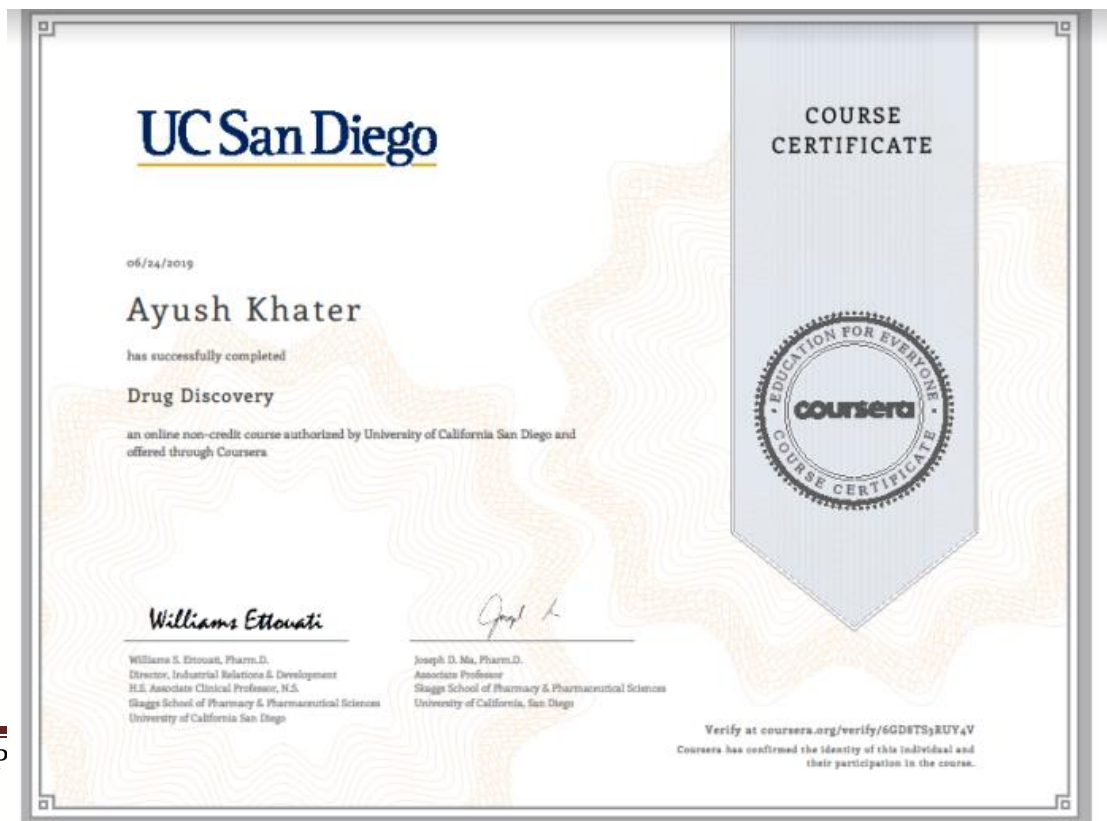 UC San Diego
COURSE
CERTIFICATE
06/24/2019
Ayush Khater
has successfully completed
Drug Discovery
an online non-credit course authorized by University of California San Diego and
offered through Coursera
EDUCATION FOR EVERYONE
coursera
COURSE CERTIFICATE
Williams Ettouati
Williams S. Ettouati, Pharm.D.
Director, Industrial Relations & Development
H.S. Associate Clinical Professor, N.S.
Skaggs School of Pharmacy & Pharmaceutical Sciences
University of California San Diego
Joseph D. Ma, Pharm.D.
Associate Professor
Skaggs School of Pharmacy & Pharmaceutical Sciences
University of California, San Diego
Verify at coursera.org/verify/6GD8TS3RUY4V
Coursera has confirmed the identity of this individual and
their participation in the course.
P